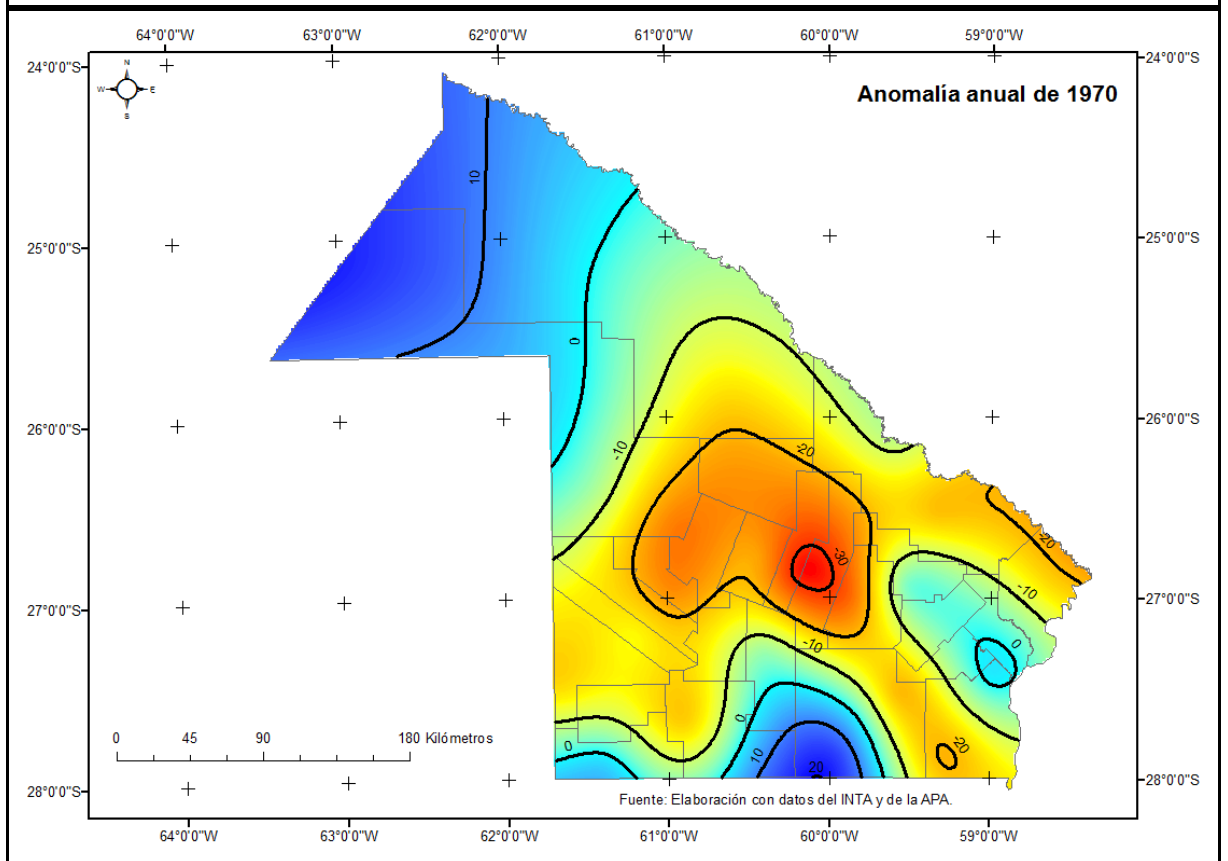 64°0'0"W 63°0'0"W 62°0'0"W 61°0'0"W 60°0'0"W 59°0'0"W
24°0'0"S 24°0'0"S
N
W E
S
Anomalía anual de 1970
10
25°0'0"S 25°0'0"S
0
26°0'0"S 26°0'0"S
-10 -20
-20
-30
-10
27°0'0"S 27°0'0"S
-10 0
0 45 90 180 Kilómetros
0 0 10 20 -20
28°0'0"S 28°0'0"S
Fuente: Elaboración con datos del INTA y de la APA.
64°0'0"W 63°0'0"W 62°0'0"W 61°0'0"W 60°0'0"W 59°0'0"W